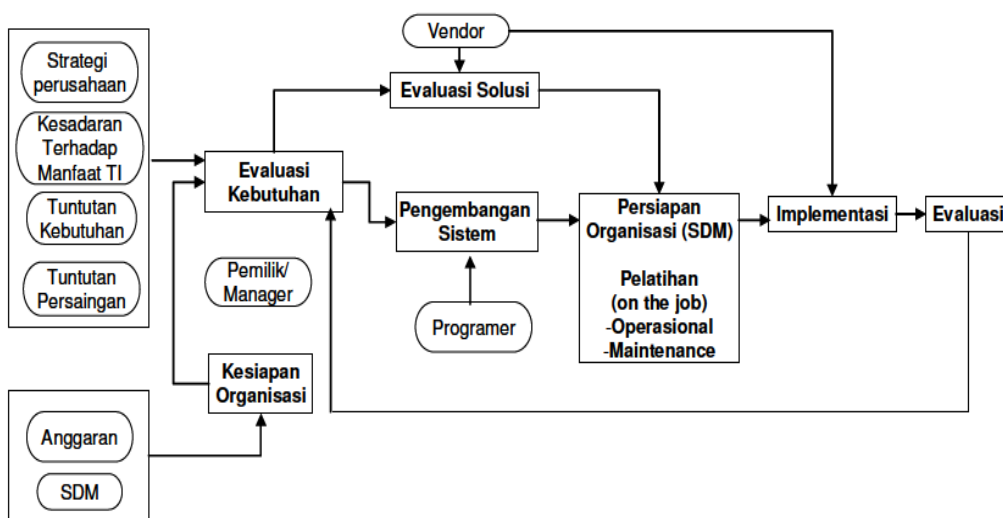 Strategi
perusahaan
Kesadaran
Terhadap
Manfaat TI
Tuntutan
Kebutuhan
Tuntutan
Persaingan
Anggaran
SDM
Kesiapan
Organisasi
Evaluasi
Kebutuhan
Pemilik/
Manager
Vendor
Evaluasi Solusi
Pengembangan
Sistem
Programer
Persiapan
Organisasi (SDM)
Pelatihan
(on the job)
-Operasional
-Maintenance
Implementasi
Evaluasi